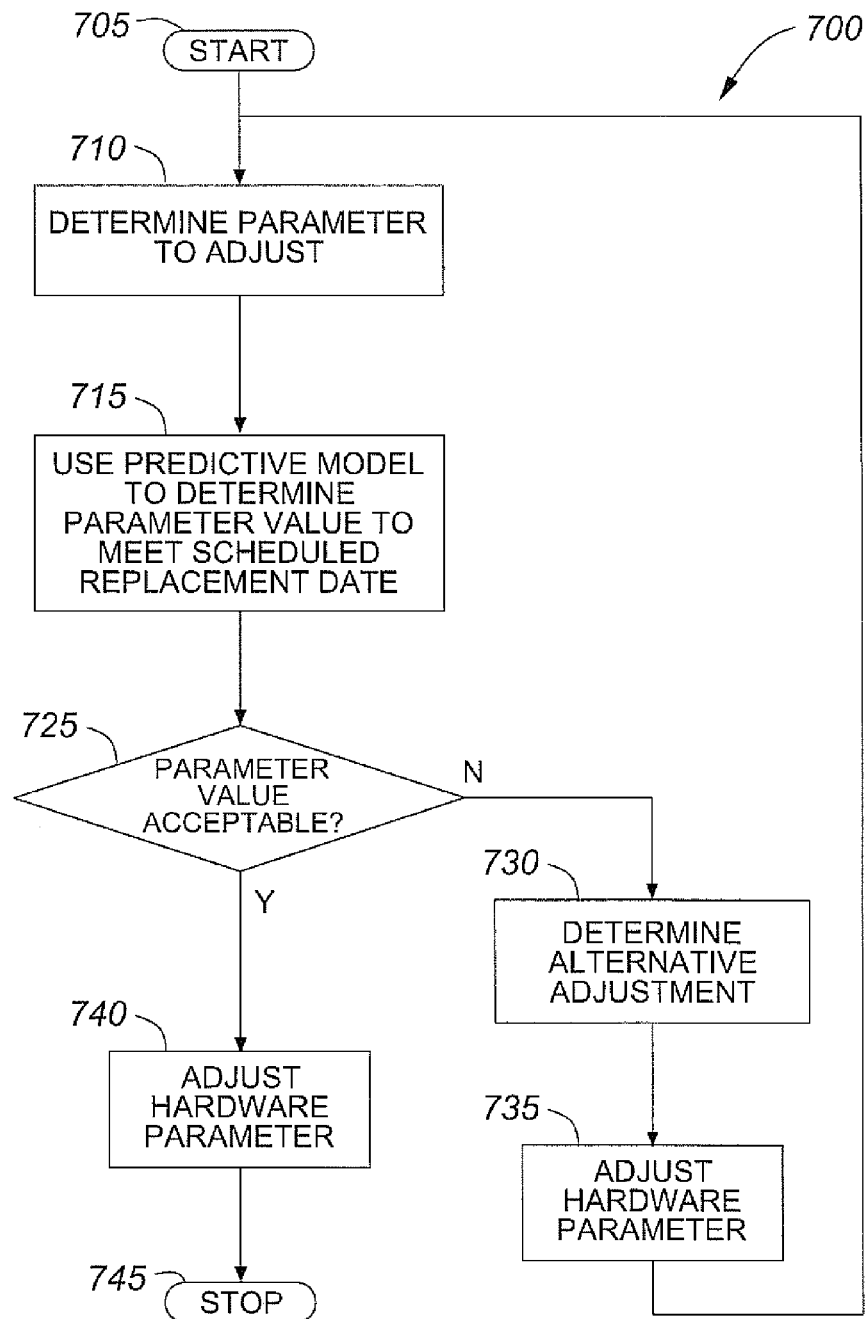 705
START
700
710
DETERMINE PARAMETER
TO ADJUST
715
USE PREDICTIVE MODEL
TO DETERMINE
PARAMETER VALUE TO
MEET SCHEDULED
REPLACEMENT DATE
725
PARAMETER
VALUE
ACCEPTABLE?
N
Y
730
DETERMINE
ALTERNATIVE
ADJUSTMENT
740
ADJUST
HARDWARE
PARAMETER
735
ADJUST
HARDWARE
PARAMETER
745
STOP